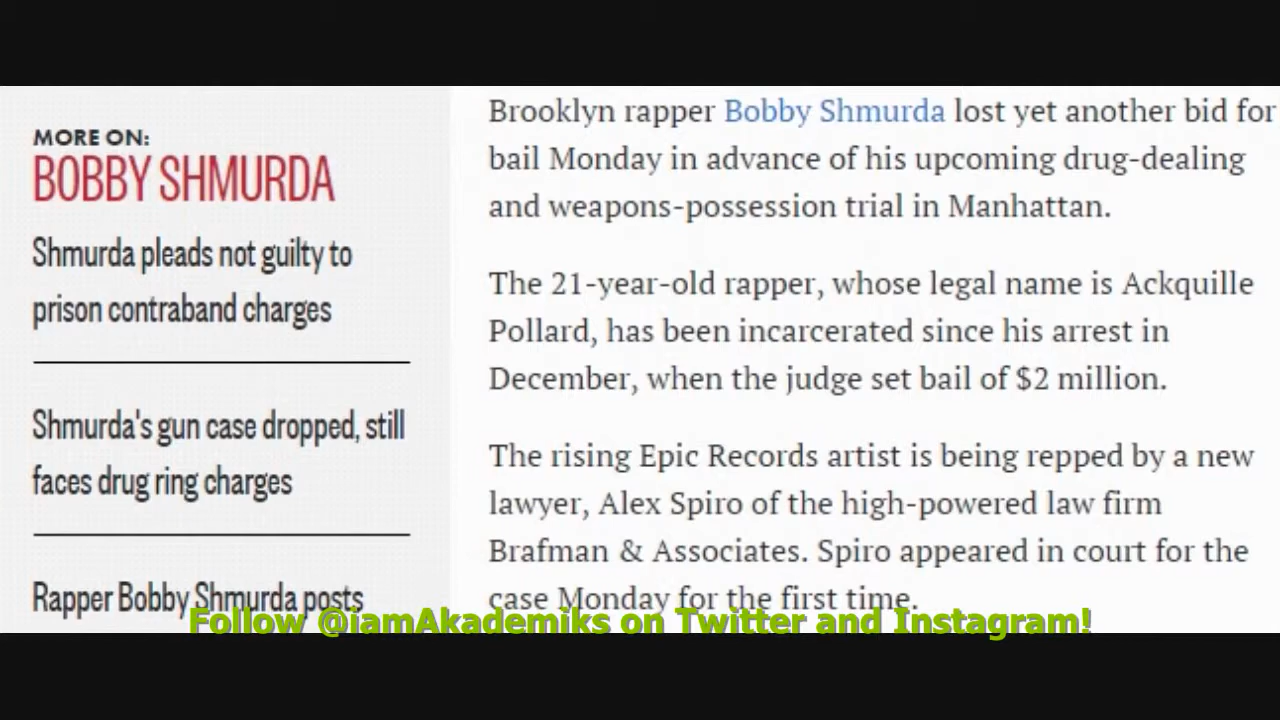 MORE ON:
BOBBY SHMURDA
Shmurda pleads not guilty to
prison contraband charges
Shmurda's gun case dropped, still
faces drug ring charges
Rapper Bobby Shmurda posts
Brooklyn rapper Bobby Shmurda lost yet another bid for
bail Monday in advance of his upcoming drug-dealing
and weapons-possession trial in Manhattan.
The 21-year-old rapper, whose legal name is Ackquille
Pollard, has been incarcerated since his arrest in
December, when the judge set bail of $2 million.
The rising Epic Records artist is being repped by a new
lawyer, Alex Spiro of the high-powered law firm
Brafman & Associates. Spiro appeared in court for the
case Monday for the first time.
Follow @iamAkademiks on Twitter and Instagram!